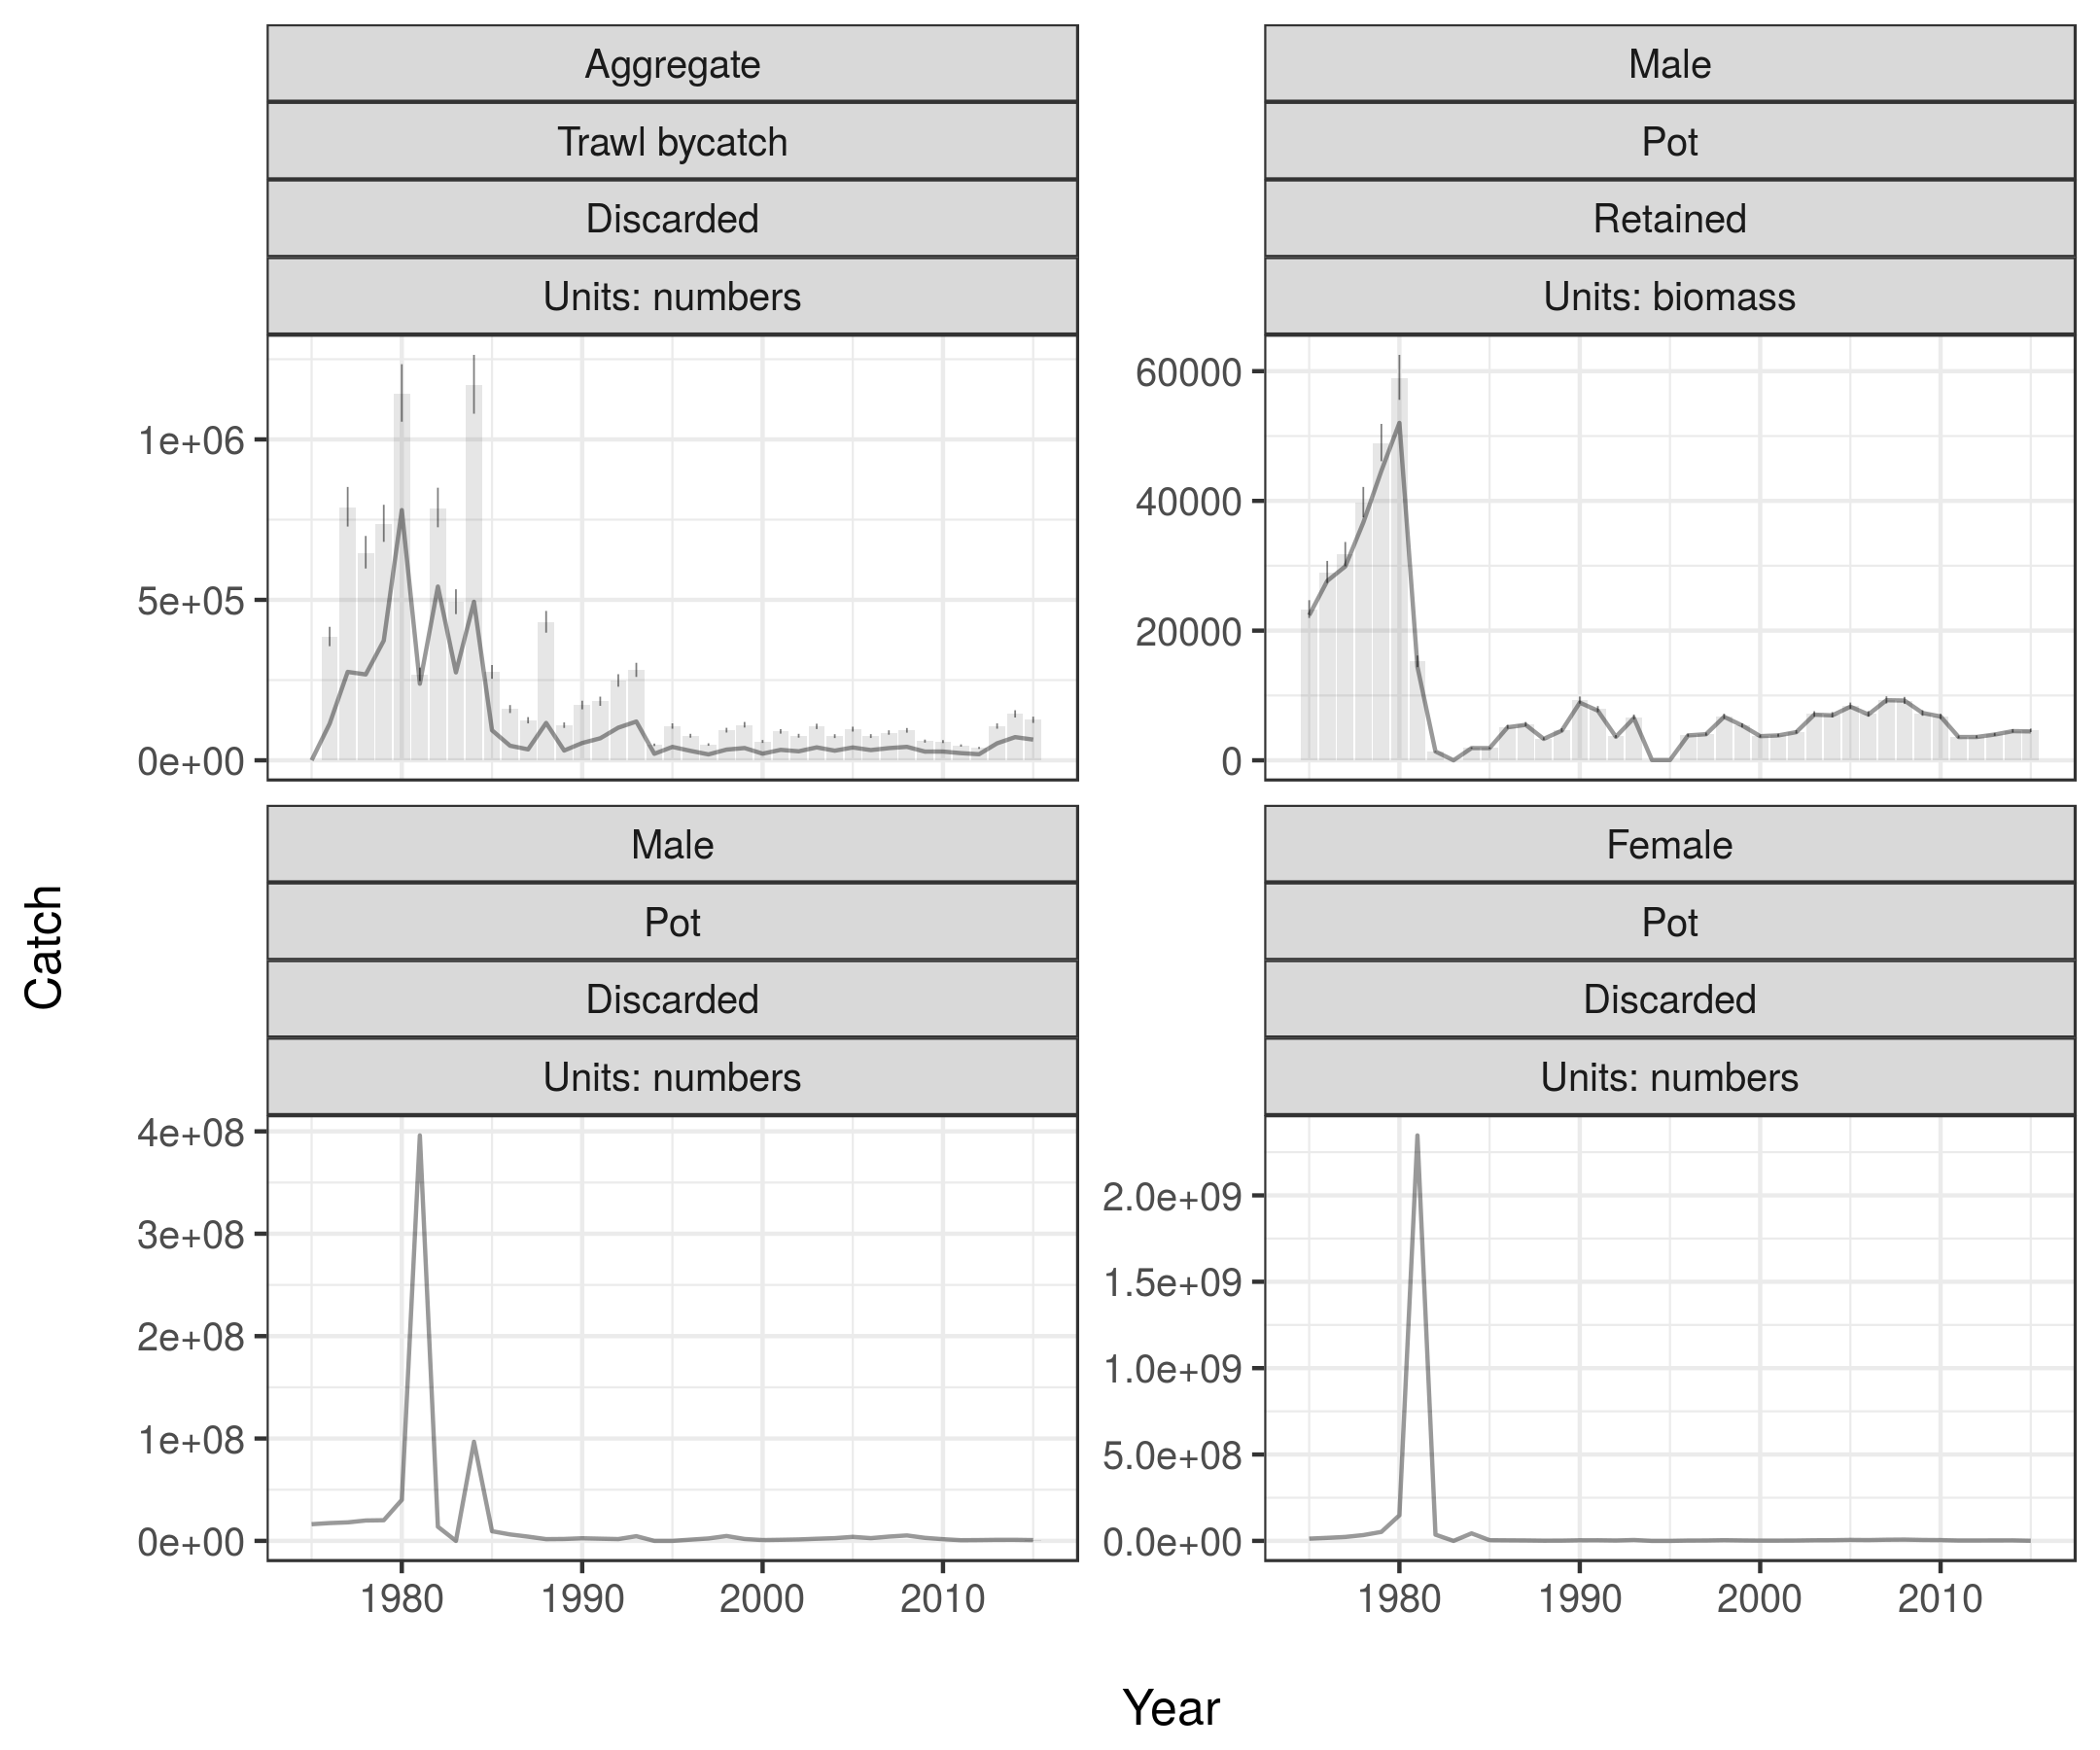 Aggregate
Trawl bycatch
Discarded
Units: numbers
1e+06
5e+05
0e+00
Male
Pot
Retained
Units: biomass
60000
40000
20000
0
Male
Pot
Discarded
Units: numbers
4e+08
3e+08
2e+08
1e+08
0e+00
1980 1990 2000 2010
Female
Pot
Discarded
Units: numbers
2.0e+09
1.5e+09
1.0e+09
5.0e+08
0.0e+00
1980 1990 2000 2010
Catch
Year